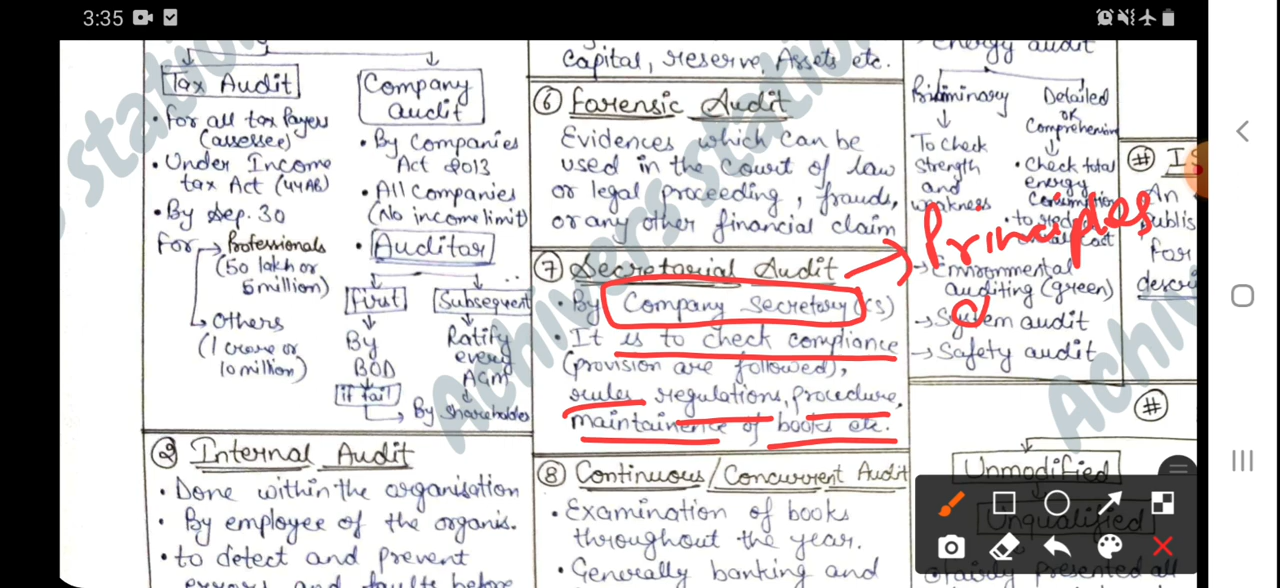 3:35
Tax Audit
• For all tax Payers
(assessee)
• Under Income
tax Act (44AB)
• By Sep. 30
For → Professionals
(50 lakh or
5 million)
→ Others
(1 crore or
10 million)
Company
audit
• By Companies
Act 2013
• All Companies
(No income limit)
• Auditor
First
By
BOD
if fail
→ By shareholder
Subsequent
Ratify
every
AGM
② Internal Audit
• Done within the organisation
• By employee of the organis.
• to detect and prevent
Capital, reserve, Assets etc.
⑥ Forensic Audit
Evidences which can be
used in the court of law
or legal proceeding, frauds,
or any other financial claim
⑦ Secretarial Audit
• By Company Secretory (CS)
• It is to check compliance
(provision are followed),
rules regulations, procedure,
maintainence of books etc.
⑧ Continuous/Concurrent Audit
• Examination of books
throughout the year.
• Generally banking and
Energy audit
To check
strength
and
weakness
Detailed
or
• Check total
energy
Principles
→ Environmental
auditing (green)
→ System audit
→ Safety audit
#
An
#
Unmodified
Unqualified
Achievers station